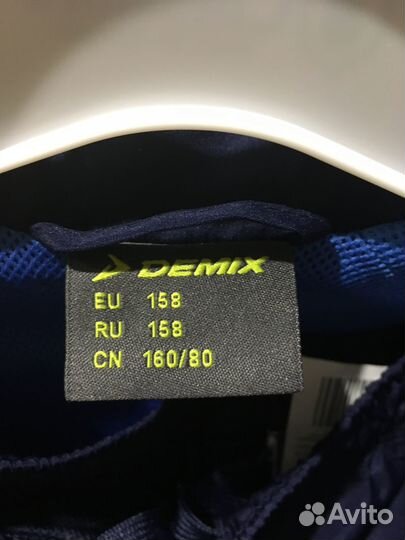 DEMIX
EU 158
RU 158
CN 160/80
Avito